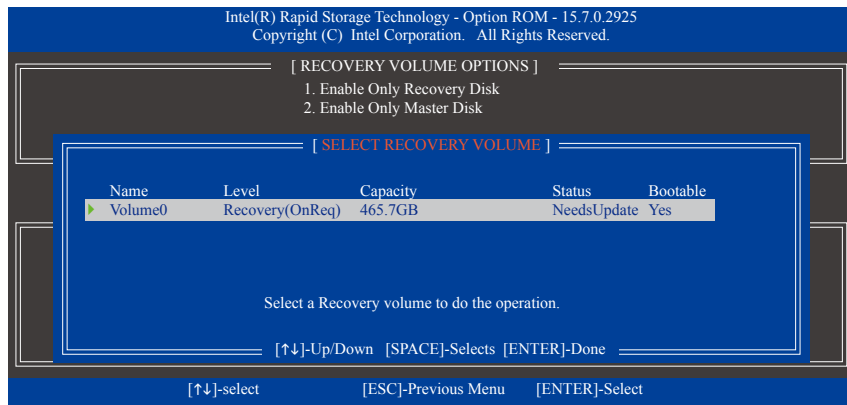 Intel(R) Rapid Storage Technology - Option ROM - 15.7.0.2925
Copyright (C) Intel Corporation. All Rights Reserved.
[ RECOVERY VOLUME OPTIONS ]
1. Enable Only Recovery Disk
2. Enable Only Master Disk
[ SELECT RECOVERY VOLUME ]
Name Level Capacity Status Bootable
Volume0 Recovery(OnReq) 465.7GB NeedsUpdate Yes
Select a Recovery volume to do the operation.
[↑↓]-Up/Down [SPACE]-Selects [ENTER]-Done
[↑↓]-select [ESC]-Previous Menu [ENTER]-Select